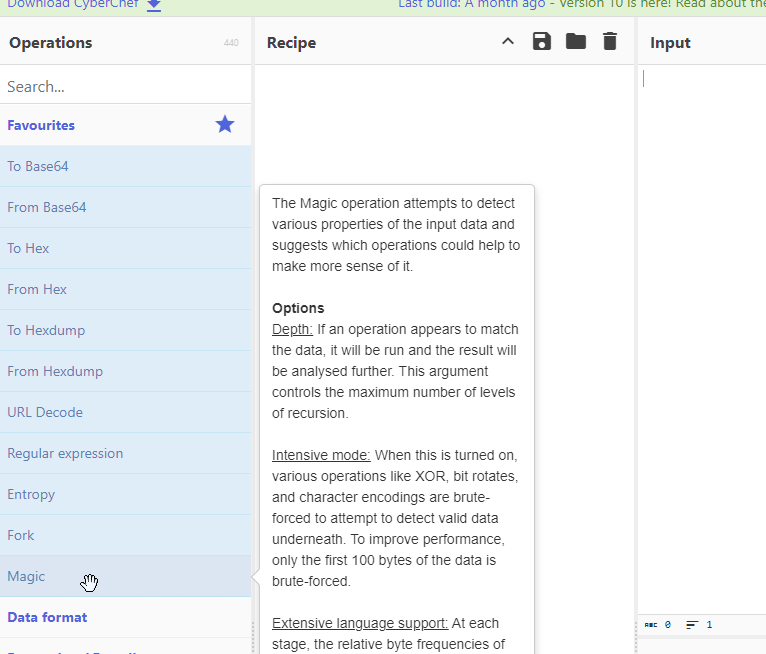 Download CyberChef
Last build: A month ago - Version 10 is here! Read about the
Operations
440
Recipe
Input
Search...
Favourites
To Base64
From Base64
To Hex
From Hex
To Hexdump
From Hexdump
URL Decode
Regular expression
Entropy
Fork
Magic
Data format
The Magic operation attempts to detect
various properties of the input data and
suggests which operations could help to
make more sense of it.
Options
Depth: If an operation appears to match
the data, it will be run and the result will
be analysed further. This argument
controls the maximum number of levels
of recursion.
Intensive mode: When this is turned on,
various operations like XOR, bit rotates,
and character encodings are brute-
forced to attempt to detect valid data
underneath. To improve performance,
only the first 100 bytes of the data is
brute-forced.
Extensive language support: At each
stage, the relative byte frequencies of
ABC 0 1